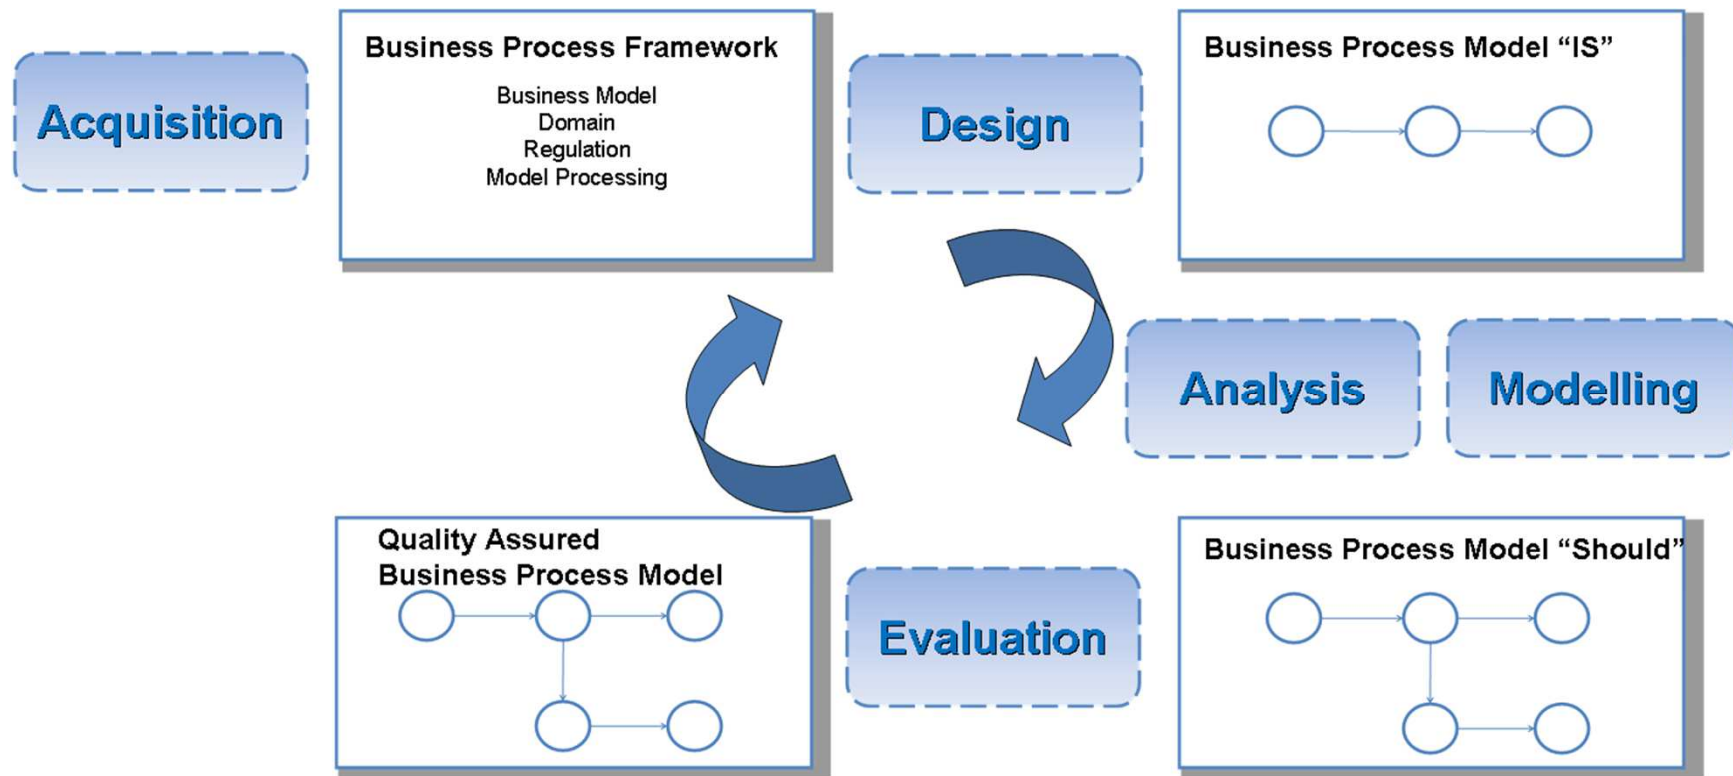 Acquisition
Business Process Framework
Business Model
Domain
Regulation
Model Processing
Design
Business Process Model “IS”
Analysis
Modelling
Quality Assured
Business Process Model
Evaluation
Business Process Model “Should”